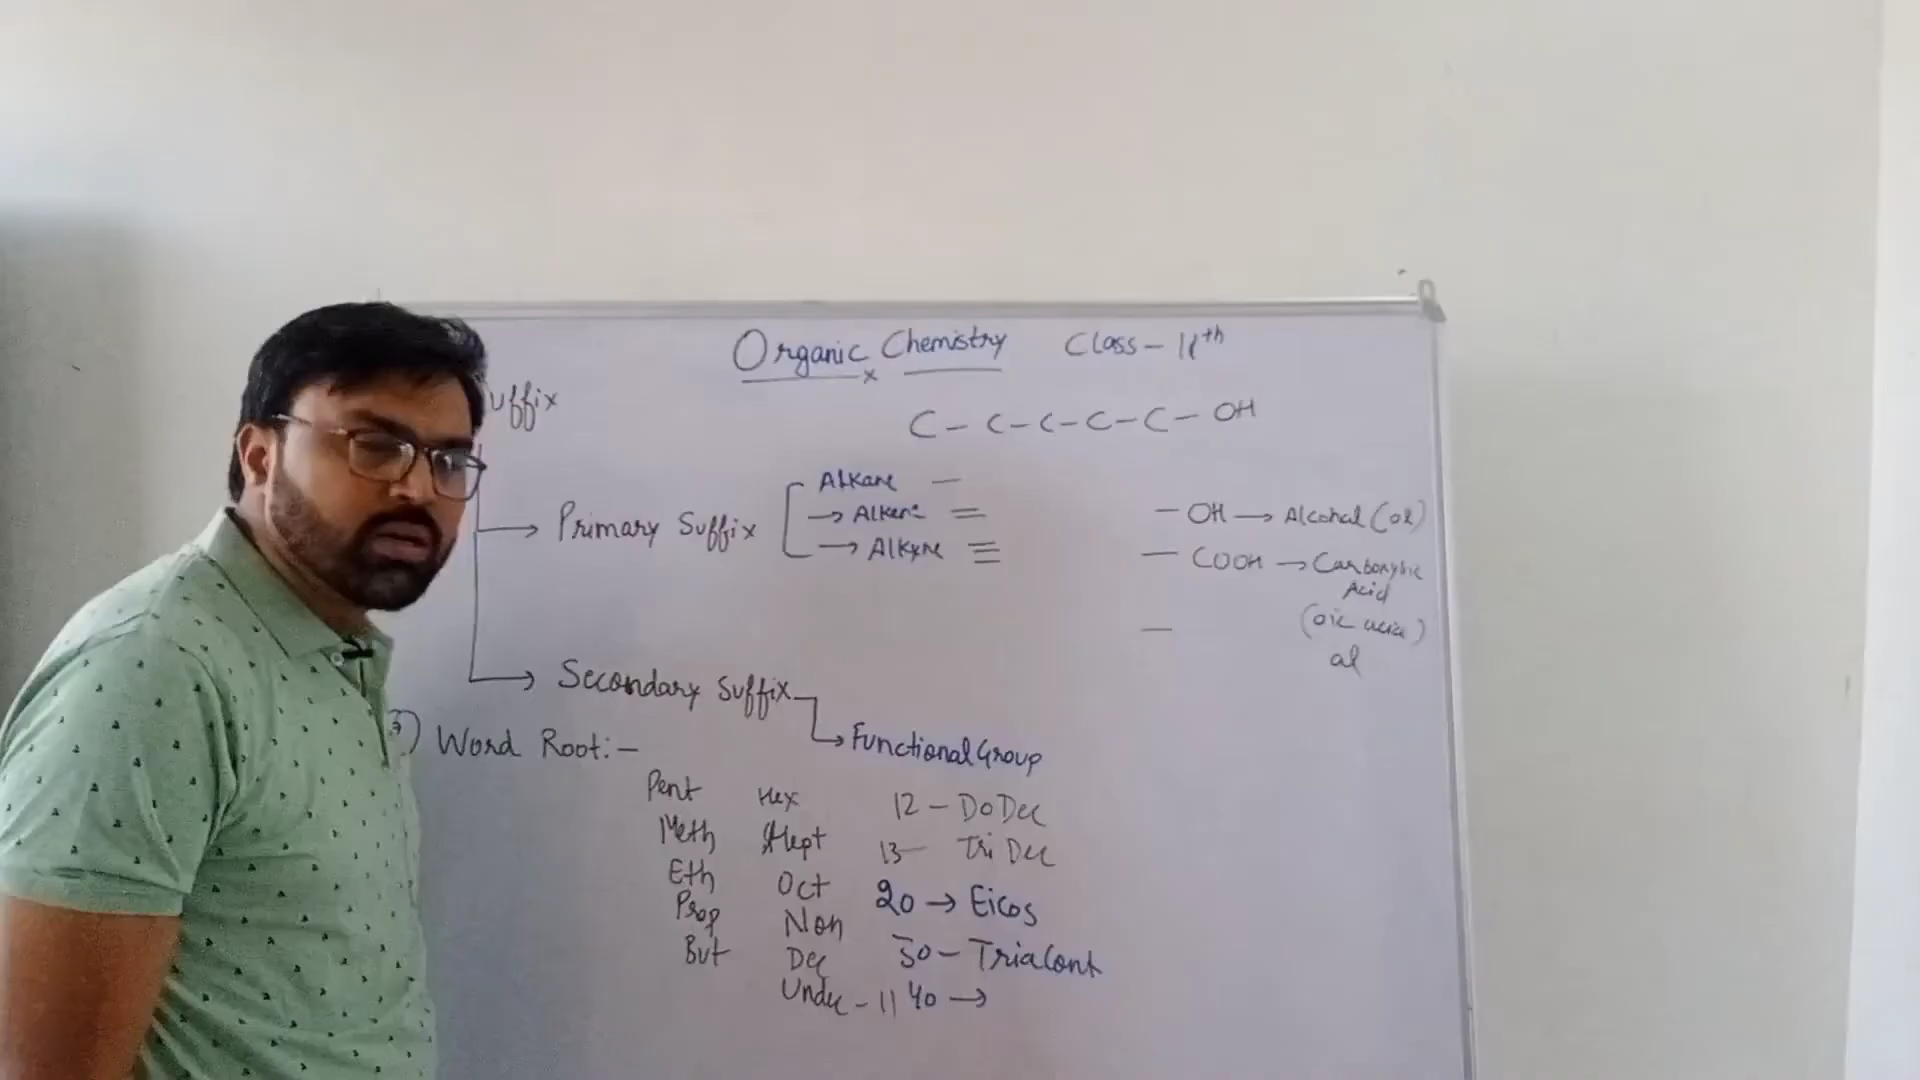 Organic Chemistry Class - 11th
uffix
C - C - C - C - C - OH
Primary Suffix
Alkane —
→ Alkene =
→ Alkyne ≡
— OH → Alcohal (ol)
— COOH → Carboxylic
Acid
(oic acid)
— al
→ Secondary Suffix
→ Functional Group
3) Word Root:-
Pent Hex 12 - DoDec
Meth Hept 13 - Tri Dec
Eth Oct 20 → Eicos
Prop Non 30 - TriaCont
But Dec 40 →
Undec - 11